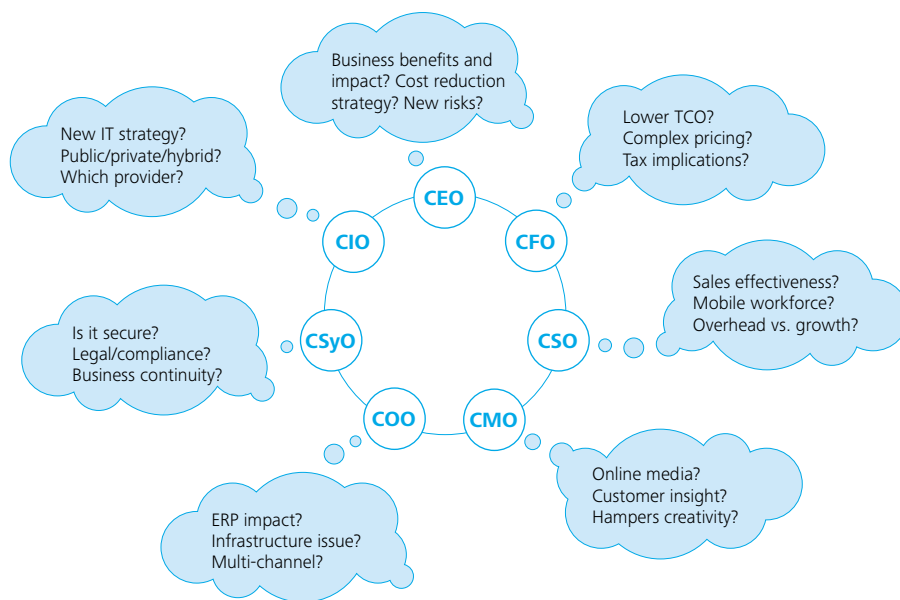 Business benefits and
impact? Cost reduction
strategy? New risks?
Lower TCO?
Complex pricing?
Tax implications?
New IT strategy?
Public/private/hybrid?
Which provider?
CEO
CIO
CFO
Sales effectiveness?
Mobile workforce?
Overhead vs. growth?
Is it secure?
Legal/compliance?
Business continuity?
CSyO
CSO
COO
CMO
Online media?
Customer insight?
Hampers creativity?
ERP impact?
Infrastructure issue?
Multi-channel?